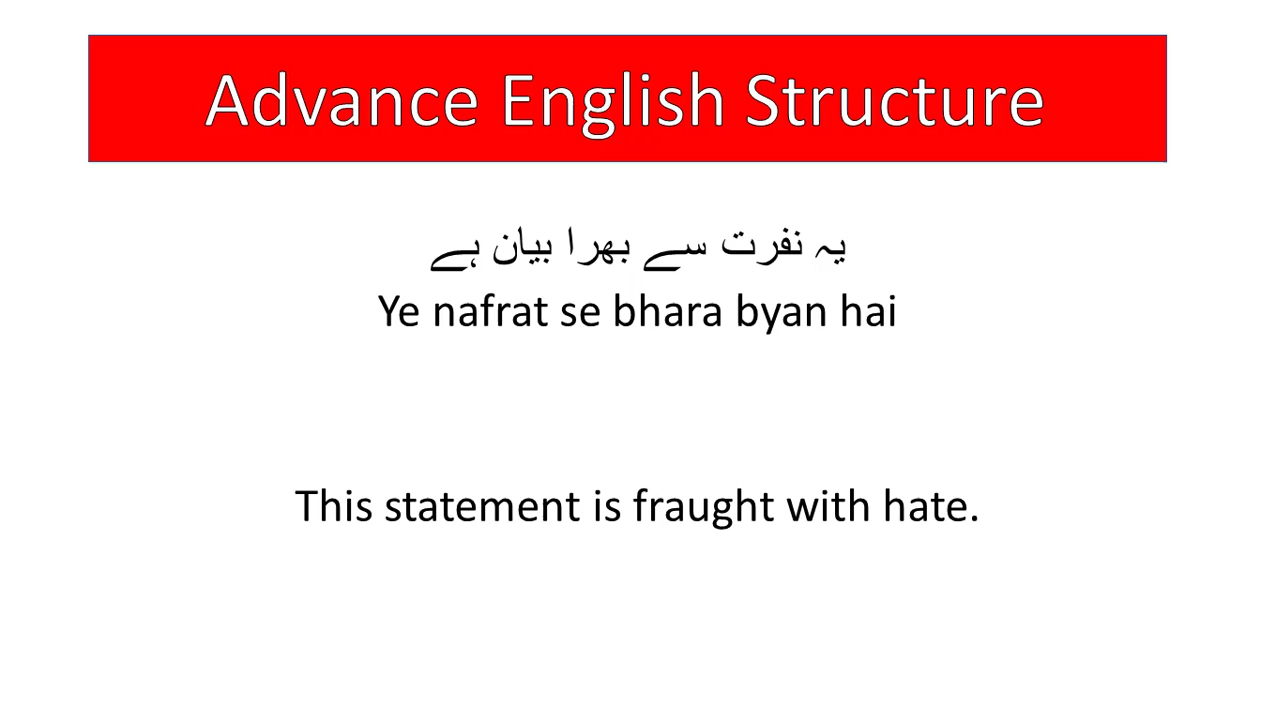 Advance English Structure
یہ نفرت سے بھرا بیان ہے
Ye nafrat se bhara byan hai
This statement is fraught with hate.